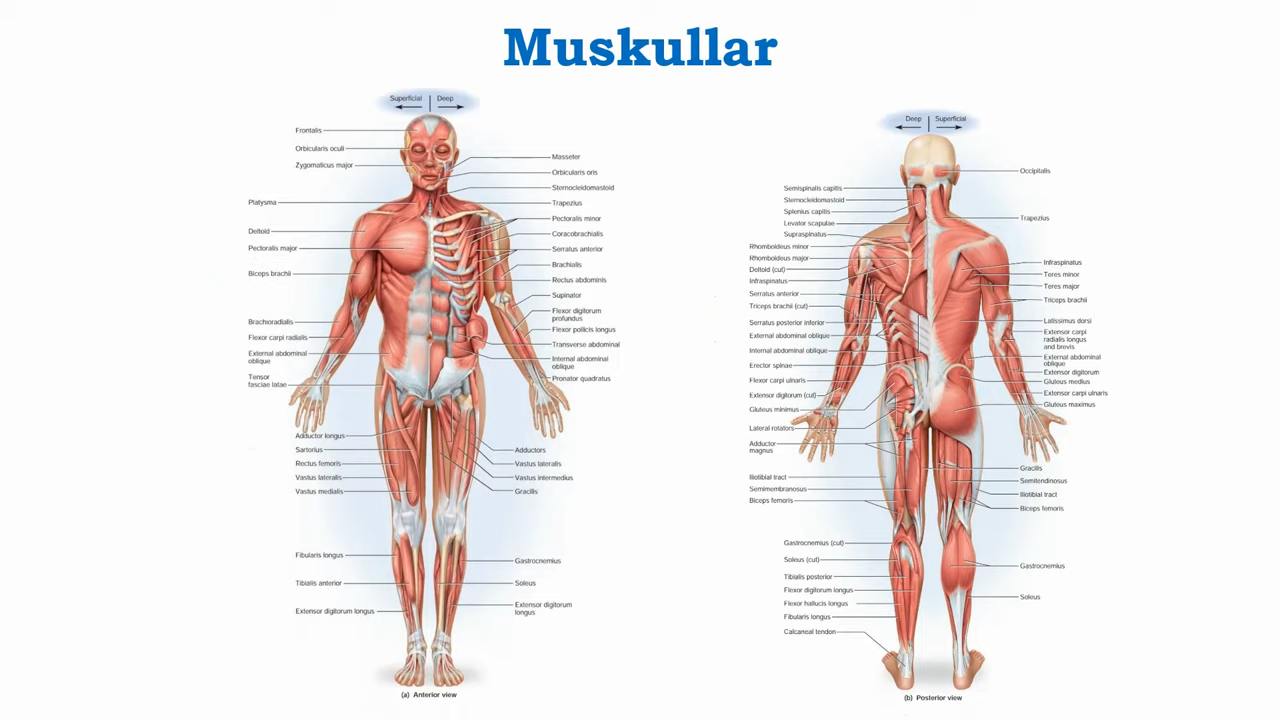 Muskullar
Superficial
Deep
Frontalis
Orbicularis oculi
Zygomaticus major
Platysma
Deltoid
Pectoralis major
Biceps brachii
Brachioradialis
Flexor carpi radialis
External abdominal
oblique
Tensor
fasciae latae
Adductor longus
Sartorius
Rectus femoris
Vastus lateralis
Vastus medialis
Fibularis longus
Tibialis anterior
Extensor digitorum longus
Masseter
Orbicularis oris
Sternocleidomastoid
Trapezius
Pectoralis minor
Coracobrachialis
Serratus anterior
Brachialis
Rectus abdominis
Supinator
Flexor digitorum
profundus
Flexor pollicis longus
Transverse abdominal
Internal abdominal
oblique
Pronator quadratus
Adductors
Vastus lateralis
Vastus intermedius
Gracilis
Gastrocnemius
Soleus
Extensor digitorum
longus
(a) Anterior view
Deep
Superficial
Semispinalis capitis
Sternocleidomastoid
Splenius capitis
Levator scapulae
Supraspinatus
Rhomboideus minor
Rhomboideus major
Deltoid (cut)
Infraspinatus
Serratus anterior
Triceps brachii (cut)
Serratus posterior inferior
External abdominal oblique
Internal abdominal oblique
Erector spinae
Flexor carpi ulnaris
Extensor digitorum (cut)
Gluteus minimus
Lateral rotators
Adductor
magnus
Iliotibial tract
Semimembranosus
Biceps femoris
Gastrocnemius (cut)
Soleus (cut)
Tibialis posterior
Flexor digitorum longus
Flexor hallucis longus
Fibularis longus
Calcaneal tendon
Occipitalis
Trapezius
Infraspinatus
Teres minor
Teres major
Triceps brachii
Latissimus dorsi
Extensor carpi
radialis longus
and brevis
External abdominal
oblique
Extensor digitorum
Gluteus medius
Extensor carpi ulnaris
Gluteus maximus
Gracilis
Semitendinosus
Iliotibial tract
Biceps femoris
Gastrocnemius
Soleus
(b) Posterior view